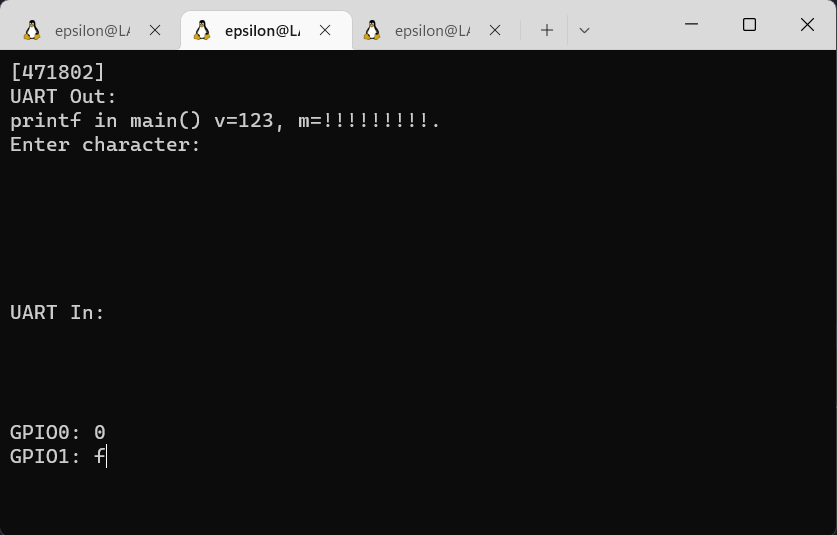 epsilon@LA epsilon@LA epsilon@LA
[471802]
UART Out:
printf in main() v=123, m=!!!!!!!!!.
Enter character:
UART In:
GPIO0: 0
GPIO1: f